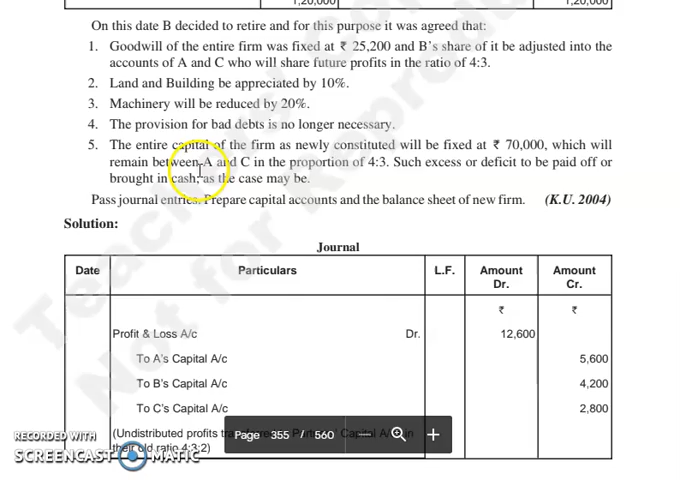 1,20,000 1,20,000
On this date B decided to retire and for this purpose it was agreed that:
1. Goodwill of the entire firm was fixed at ₹ 25,200 and B's share of it be adjusted into the
accounts of A and C who will share future profits in the ratio of 4:3.
2. Land and Building be appreciated by 10%.
3. Machinery will be reduced by 20%.
4. The provision for bad debts is no longer necessary.
5. The entire capital of the firm as newly constituted will be fixed at ₹ 70,000, which will
remain between A and C in the proportion of 4:3. Such excess or deficit to be paid off or
brought in cash, as the case may be.
Pass journal entries. Prepare capital accounts and the balance sheet of new firm. (K.U. 2004)
Solution:
Journal
Date Particulars L.F. Amount Dr. Amount Cr.
₹ ₹
Profit & Loss A/c Dr. 12,600
To A's Capital A/c 5,600
To B's Capital A/c 4,200
To C's Capital A/c 2,800
(Undistributed profits Capital
their old ratio 4:3:2)
Page 355 / 560 — +
RECORDED WITH
SCREENCAST MATIC
Teachers
Not for